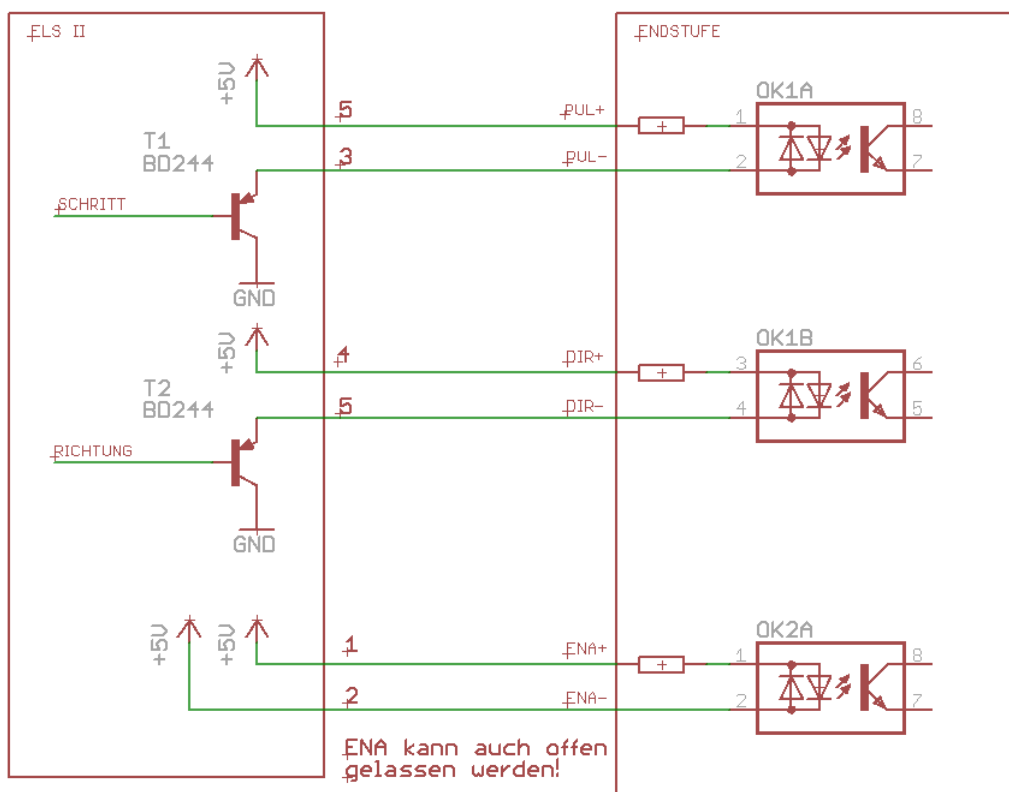 ELS II
ENDSTUFE
+5V
5
PUL+
OK1A
1
8
T1
BD244
3
PUL-
2
7
SCHRITT
GND
+5V
4
DIR+
OK1B
3
6
T2
BD244
5
DIR-
4
5
RICHTUNG
GND
+5V
+5V
1
ENA+
OK2A
1
8
2
ENA-
2
7
ENA kann auch offen
gelassen werden!